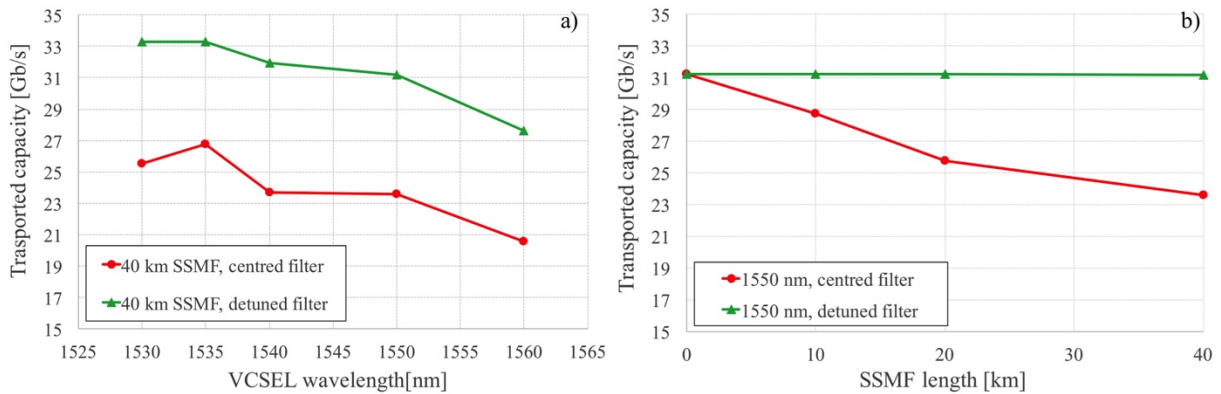 a)
Trasported capacity [Gb/s]
35
33
31
29
27
25
23
21
19
17
15
40 km SSMF, centred filter
40 km SSMF, detuned filter
1525 1530 1535 1540 1545 1550 1555 1560 1565
VCSEL wavelength[nm]
b)
Transported capacity [Gb/s]
35
33
31
29
27
25
23
21
19
17
15
1550 nm, centred filter
1550 nm, detuned filter
0 10 20 30 40
SSMF length [km]